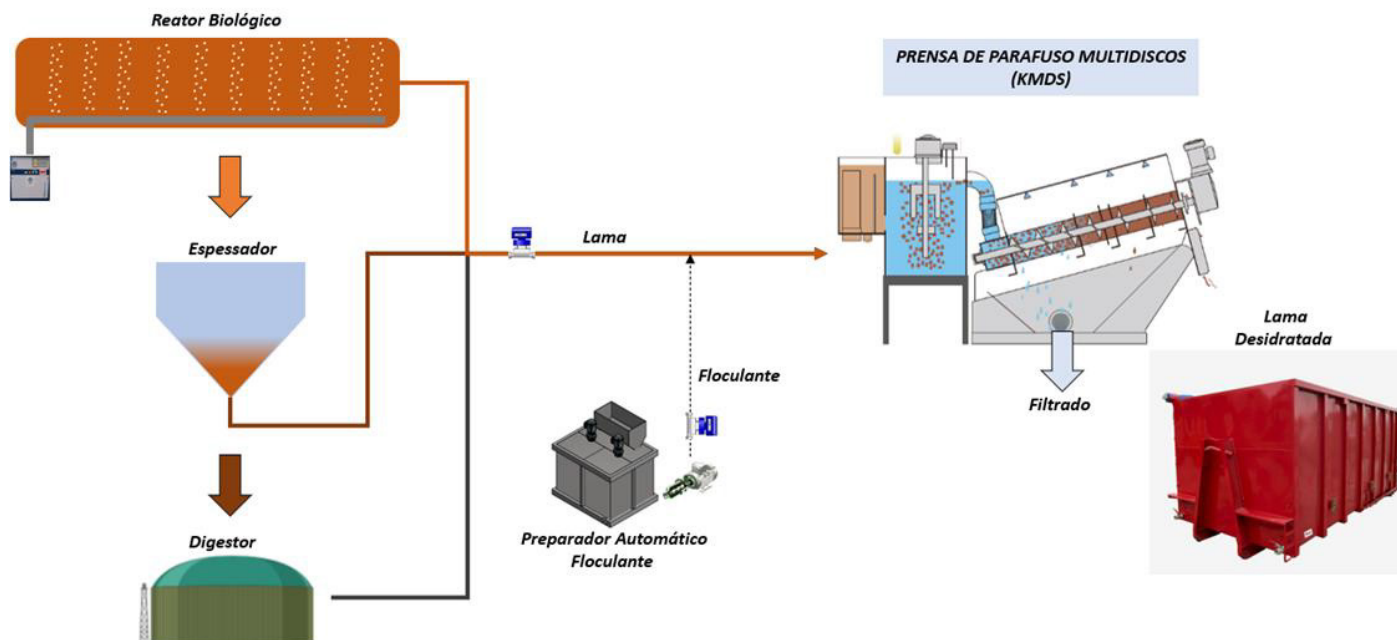 Reator Biológico
PRENSA DE PARAFUSO MULTIDISCOS
(KMDS)
Espessador
Lama
Lama
Desidratada
Floculante
Filtrado
Preparador Automático
Floculante
Digestor